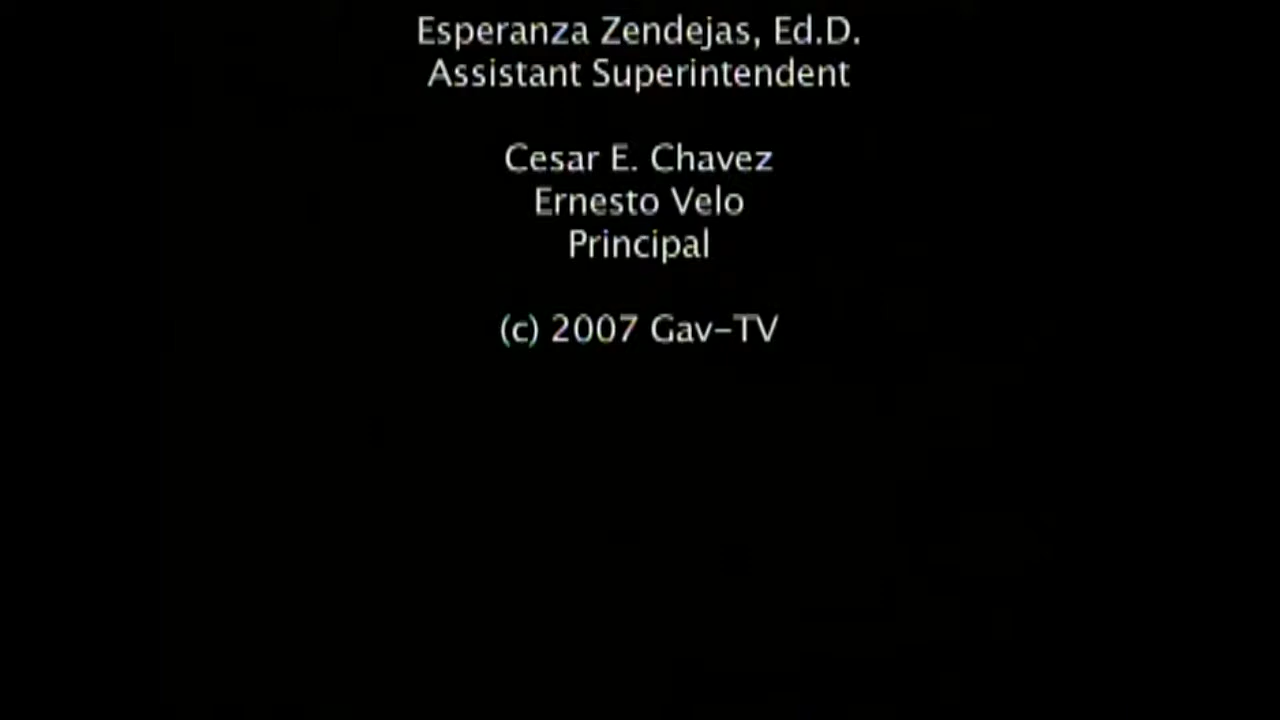 Esperanza Zendejas, Ed.D.
Assistant Superintendent
Cesar E. Chavez
Ernesto Velo
Principal
(c) 2007 Gav-TV